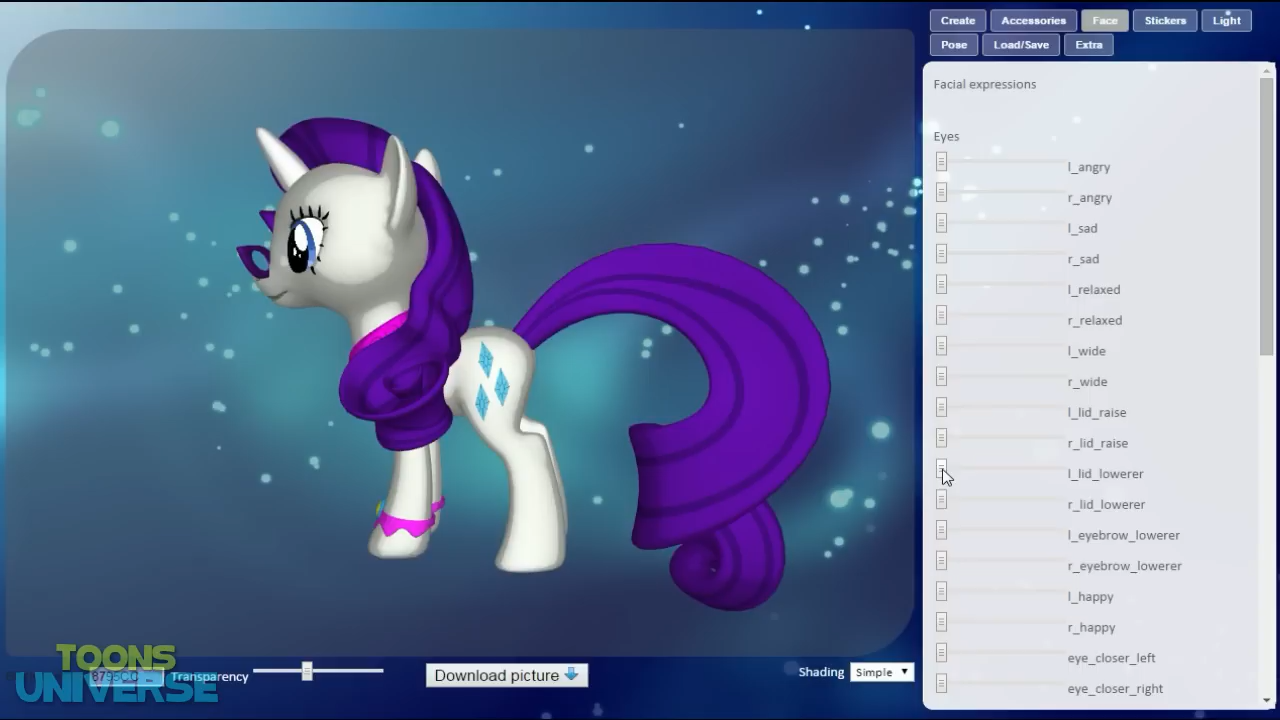 Create Accessories Face Stickers Light
Pose Load/Save Extra
Facial expressions
Eyes
l_angry
r_angry
l_sad
r_sad
l_relaxed
r_relaxed
l_wide
r_wide
l_lid_raise
r_lid_raise
l_lid_lowerer
r_lid_lowerer
l_eyebrow_lowerer
r_eyebrow_lowerer
l_happy
r_happy
eye_closer_left
eye_closer_right
TOONS
UNIVERSE
Transparency
Download picture
Shading Simple